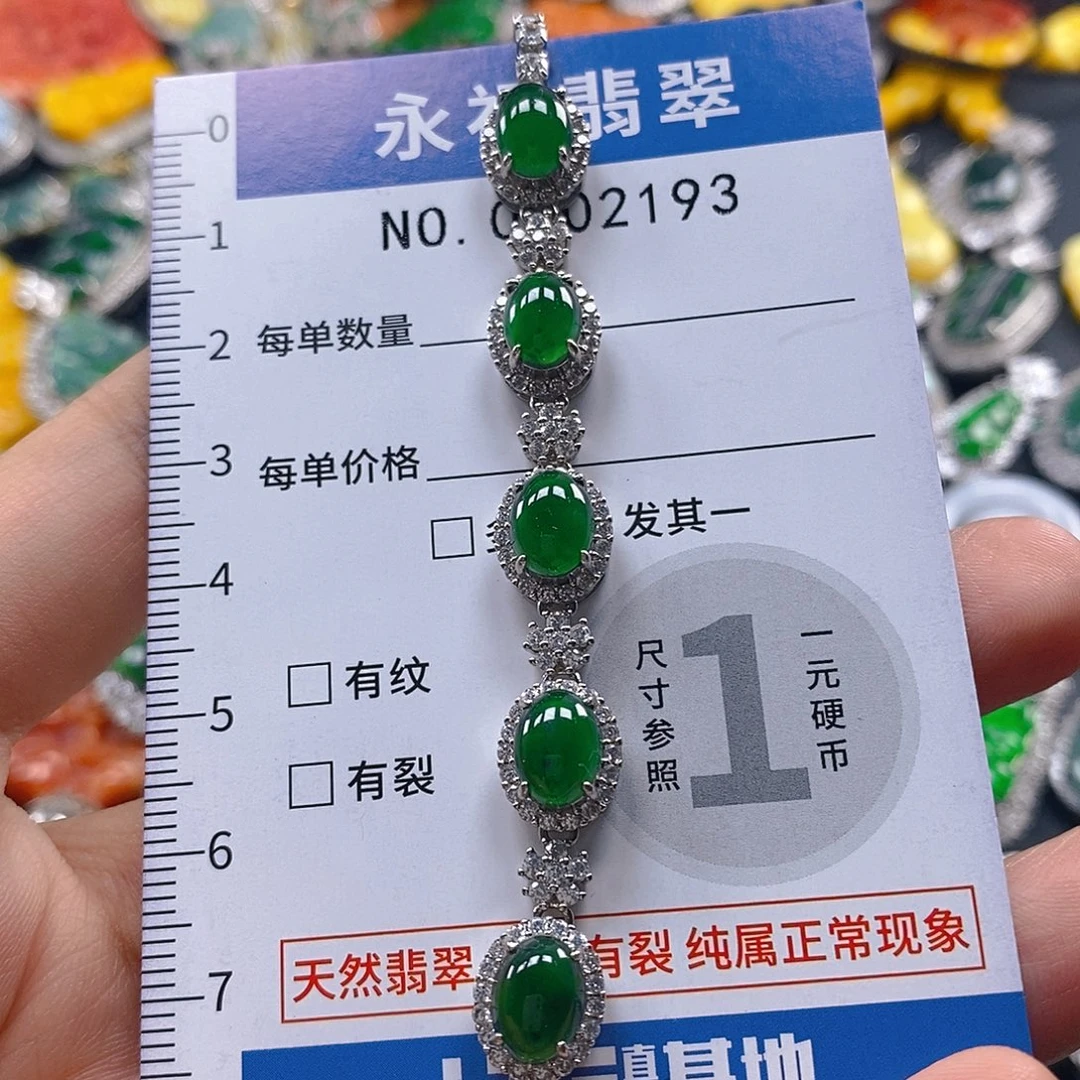 永 翡翠
NO. 02193
0
1
2
3
4
5
6
7
每单数量
每单价格
发其一
有纹
有裂
尺寸参照
1
一元硬币
天然翡翠 有裂 纯属正常现象
基地